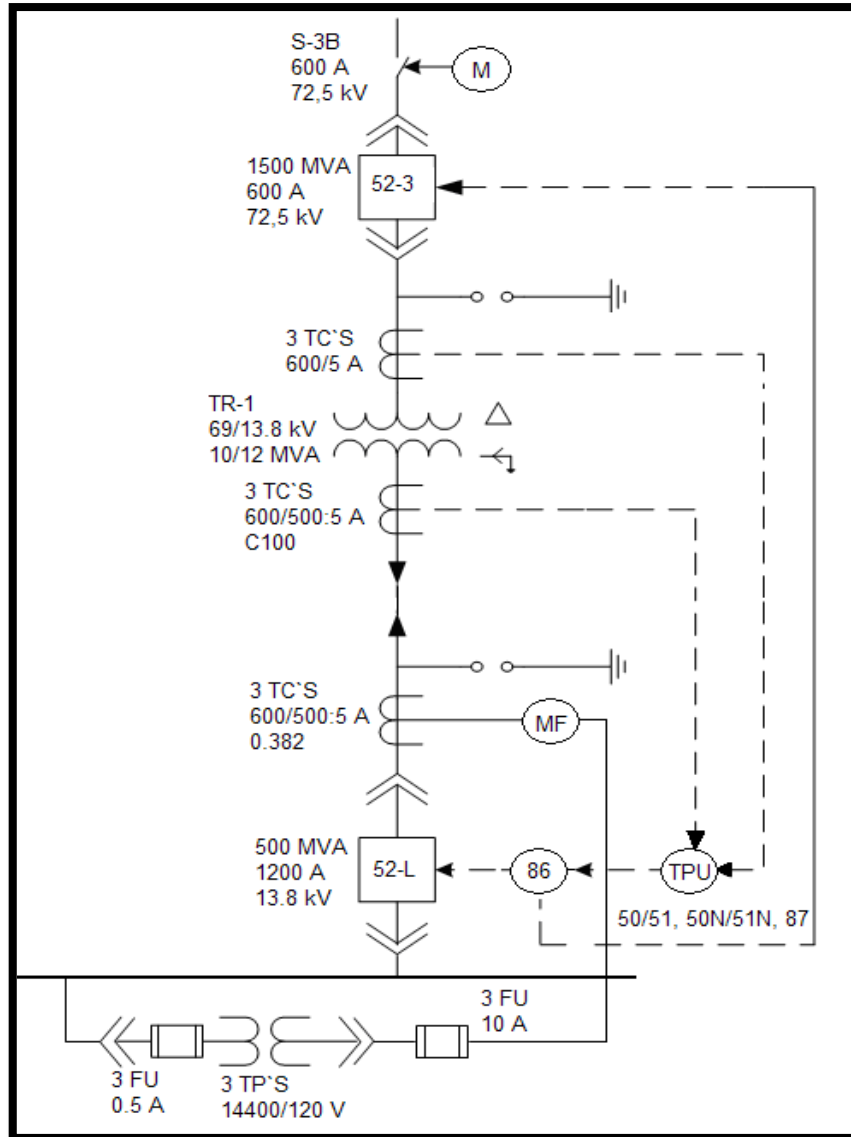 S-3B
600 A
72,5 kV
M
1500 MVA
600 A
72,5 kV
52-3
3 TC`S
600/5 A
TR-1
69/13.8 kV
10/12 MVA
3 TC`S
600/500:5 A
C100
3 TC`S
600/500:5 A
0.382
MF
500 MVA
1200 A
13.8 kV
52-L
86
TPU
50/51, 50N/51N, 87
3 FU
10 A
3 FU
0.5 A
3 TP`S
14400/120 V